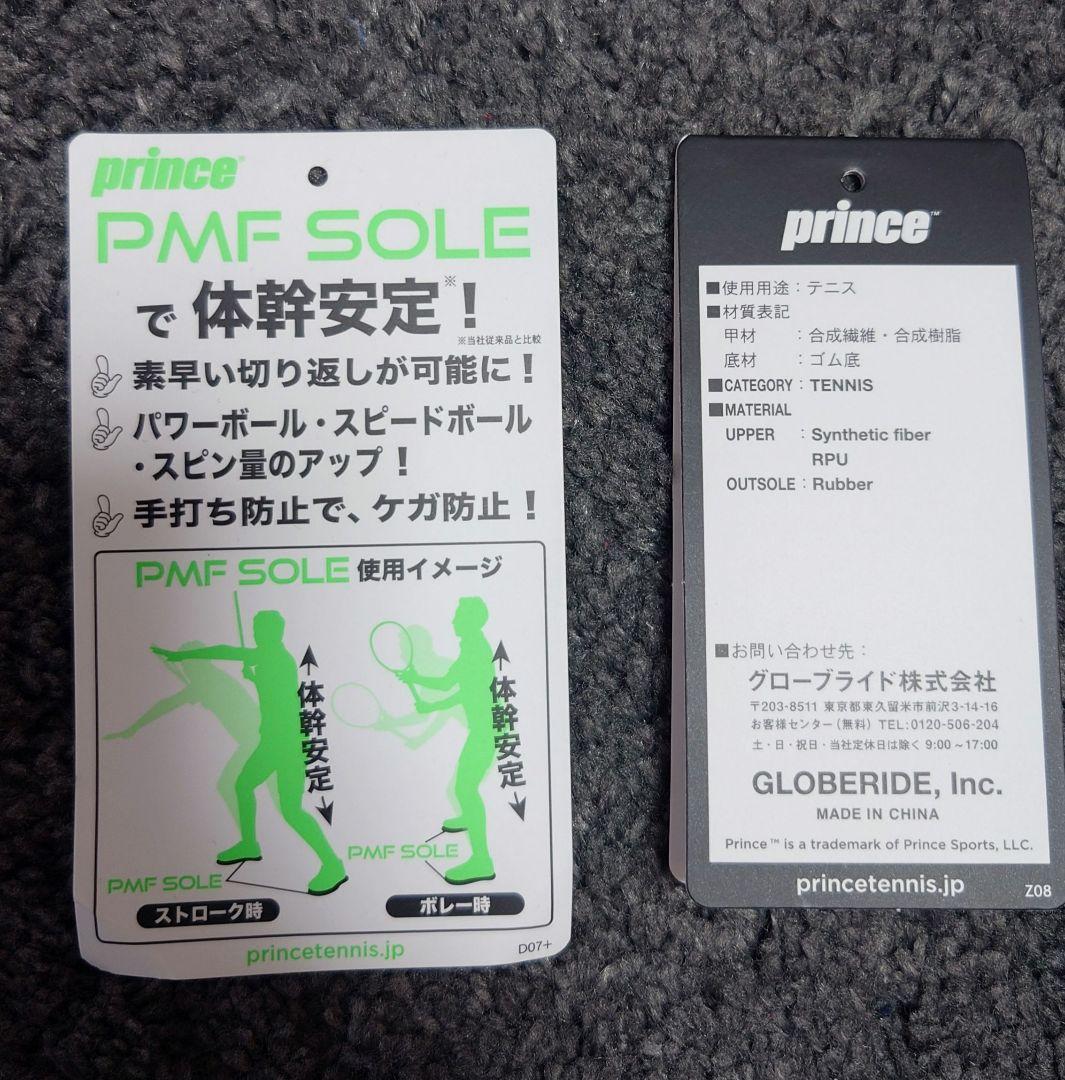 prince®
PMF SOLE
で 体幹安定※！
※当社従来品と比較
素早い切り返しが可能に！
パワーボール・スピードボール
・スピン量のアップ！
手打ち防止で、ケガ防止！
PMF SOLE 使用イメージ
体幹安定
体幹安定
PMF SOLE
PMF SOLE
ストローク時
ボレー時
princetennis.jp
D07+
prince™
■使用用途：テニス
■材質表記
甲材 ：合成繊維・合成樹脂
底材 ：ゴム底
■CATEGORY：TENNIS
■MATERIAL
UPPER ：Synthetic fiber
RPU
OUTSOLE：Rubber
■お問い合わせ先：
グローブライド株式会社
〒203-8511 東京都東久留米市前沢3-14-16
お客様センター（無料）TEL:0120-506-204
土・日・祝日・当社定休日は除く 9:00～17:00
GLOBERIDE, Inc.
MADE IN CHINA
Prince™ is a trademark of Prince Sports, LLC.
princetennis.jp
Z08